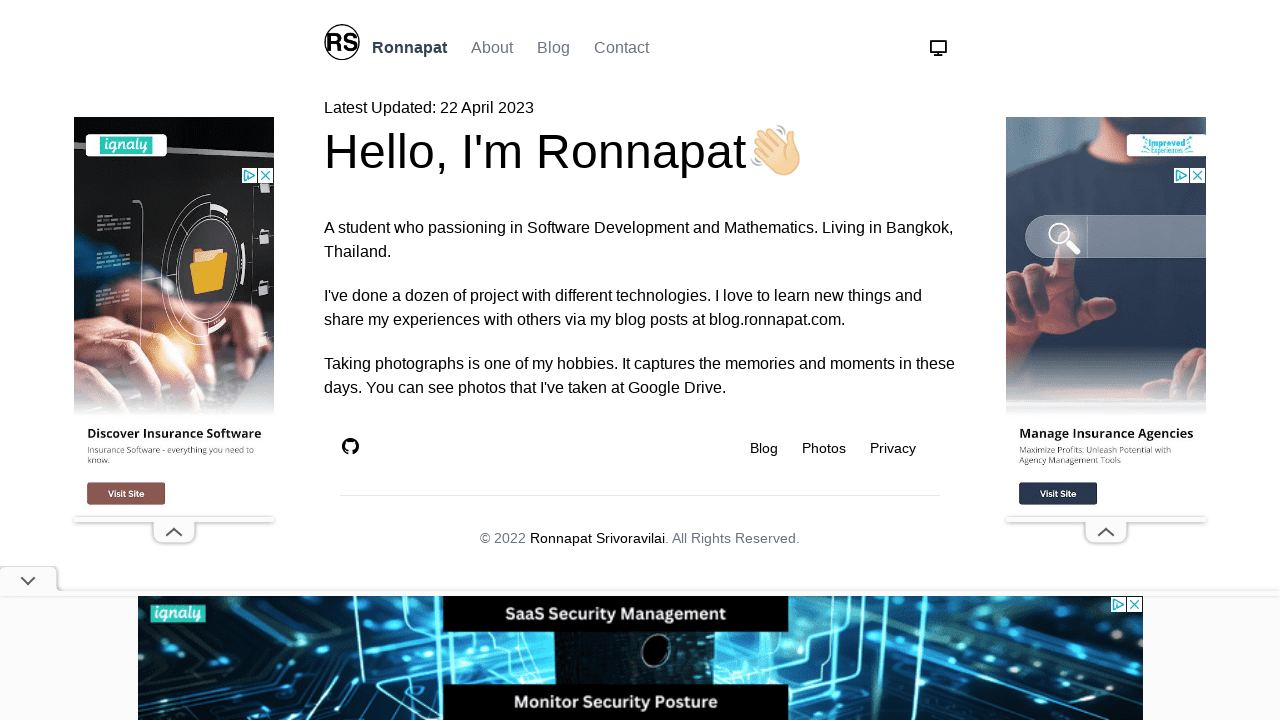 RS Ronnapat About Blog Contact
Latest Updated: 22 April 2023
Hello, I'm Ronnapat👋🏻
A student who passioning in Software Development and Mathematics. Living in Bangkok,
Thailand.
I've done a dozen of project with different technologies. I love to learn new things and
share my experiences with others via my blog posts at blog.ronnapat.com.
Taking photographs is one of my hobbies. It captures the memories and moments in these
days. You can see photos that I've taken at Google Drive.
Blog Photos Privacy
© 2022 Ronnapat Srivoravilai. All Rights Reserved.
ignaly
Discover Insurance Software
Insurance Software - everything you need to
know.
Visit Site
Improved
Experiences
Manage Insurance Agencies
Maximize Profits: Unleash Potential with
Agency Management Tools
Visit Site
ignaly
SaaS Security Management
Monitor Security Posture